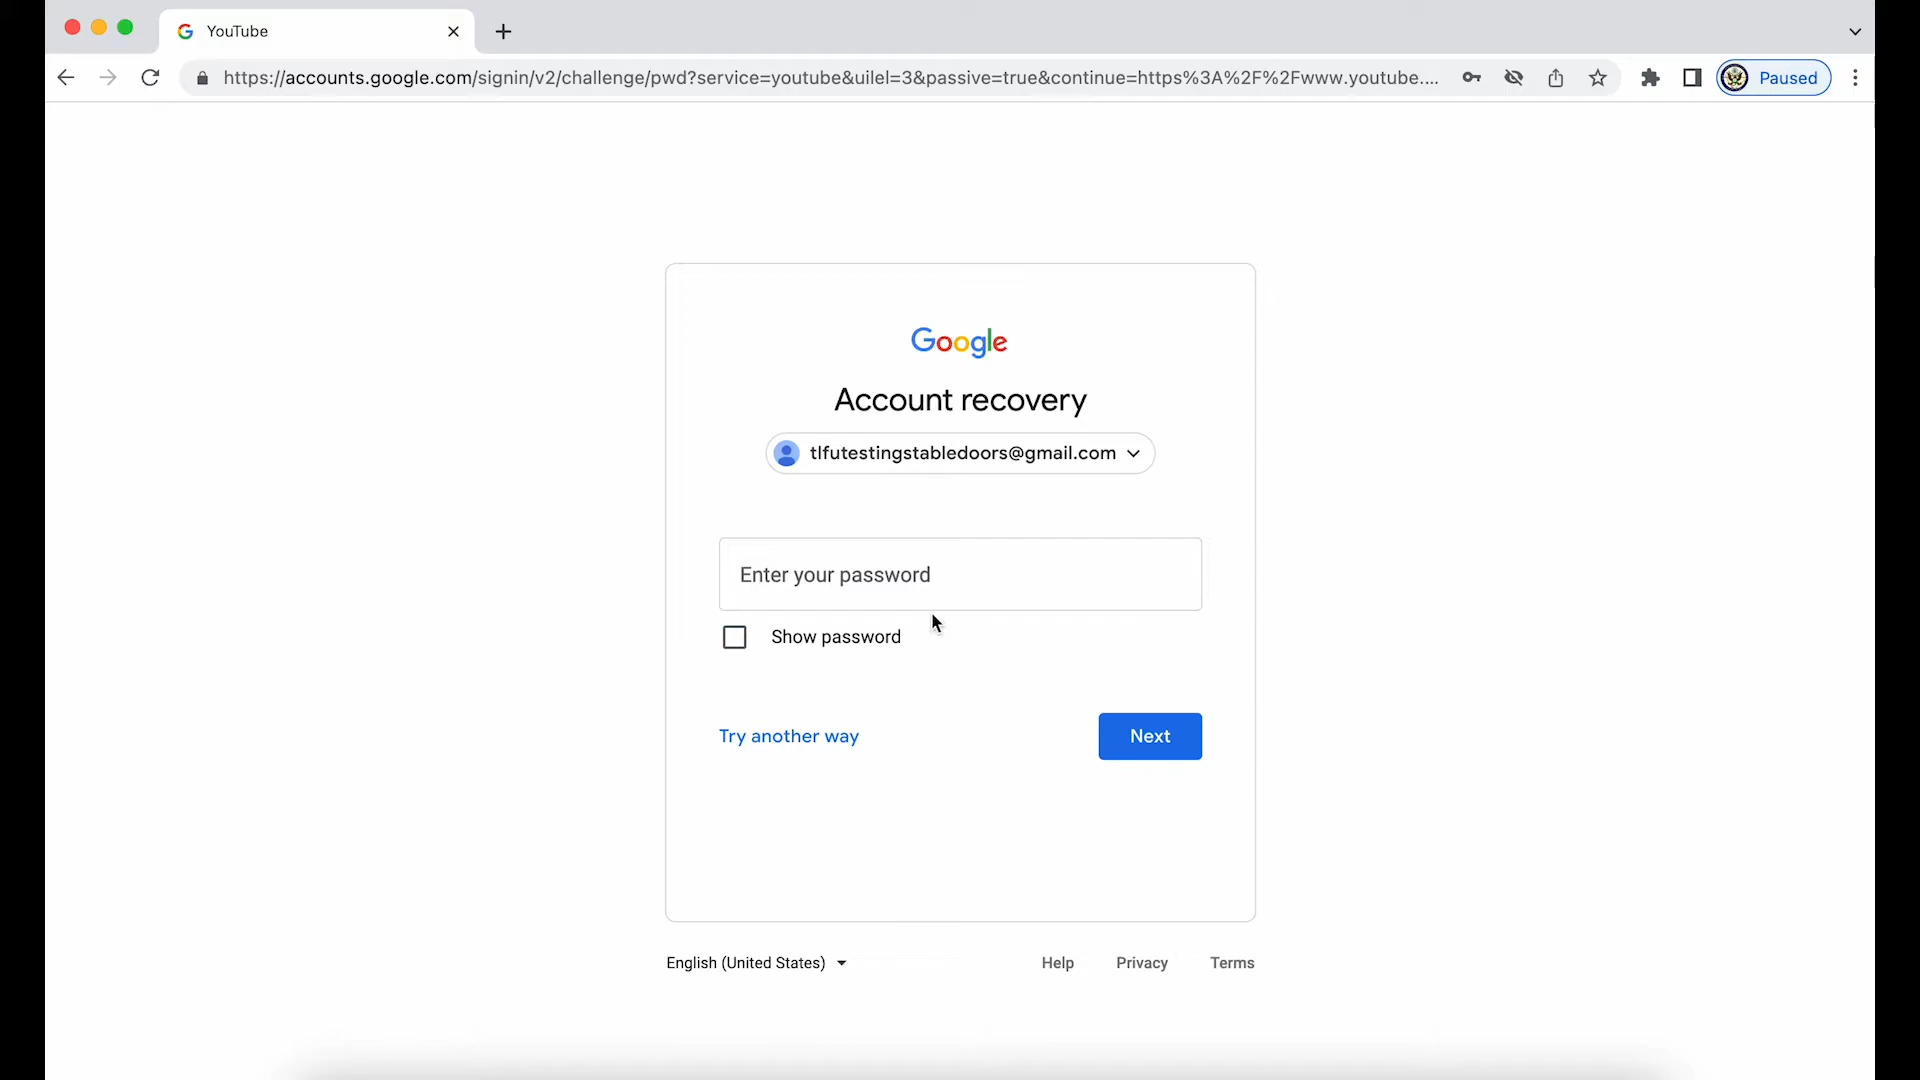 YouTube
https://accounts.google.com/signin/v2/challenge/pwd?service=youtube&uilel=3&passive=true&continue=https%3A%2F%2Fwww.youtube....
Paused
Google
Account recovery
tlfutestingstabledoors@gmail.com
Enter your password
Show password
Try another way
Next
English (United States)
Help
Privacy
Terms